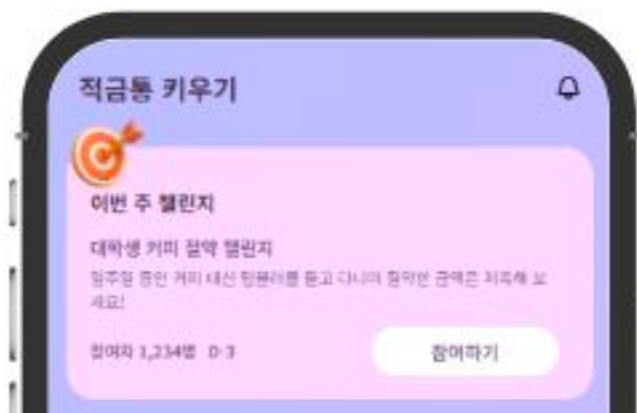 적금통 키우기
이번 주 챌린지
대학생 커피 절약 챌린지
일주일 동안 커피 대신 텀블러를 들고 다니며 절약한 금액은 저축해 보
세요!
참여자 1,234명 D-3
참여하기